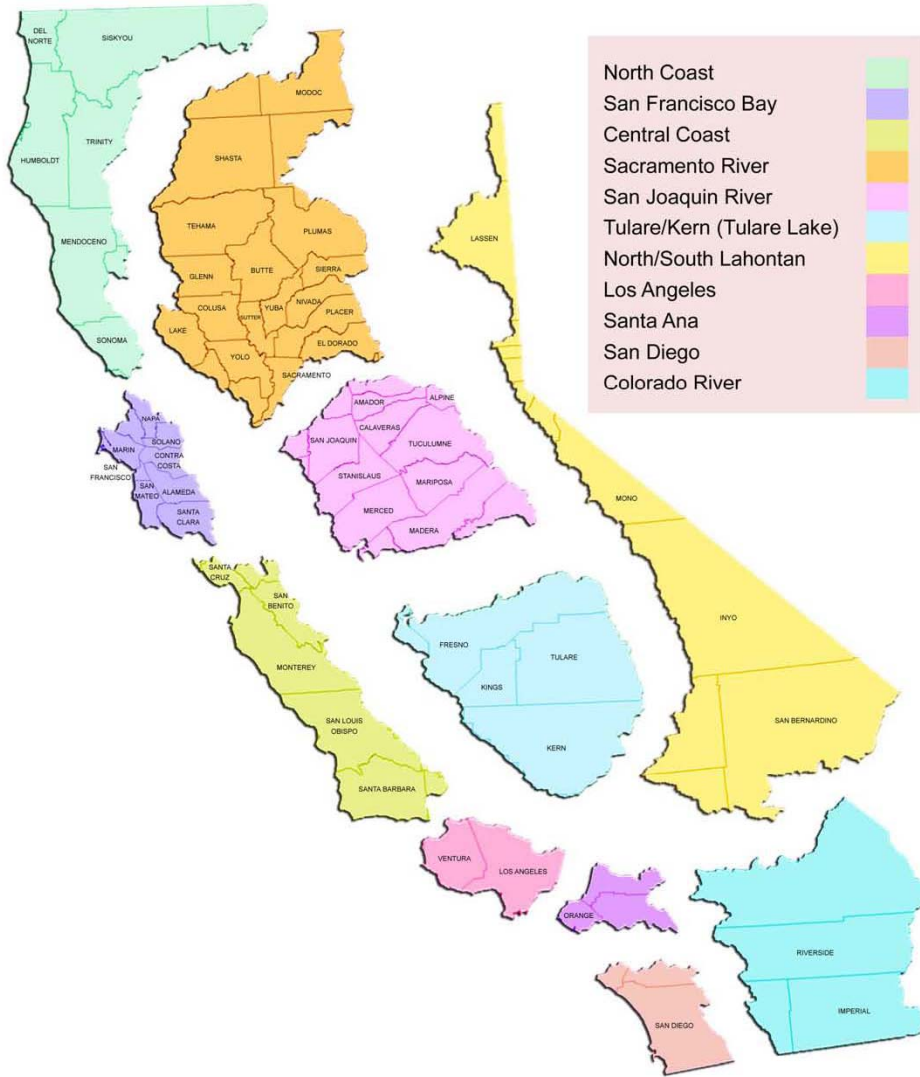 DEL
NORTE
SISKYOU
HUMBOLDT
TRINITY
MENDOCENO
SONOMA
MODOC
SHASTA
TEHAMA
PLUMAS
BUTTE
GLENN
SIERRA
COLUSA
SUTTER
YUBA
NIVADA
PLACER
LAKE
YOLO
EL DORADO
SACRAMENTO
North Coast
San Francisco Bay
Central Coast
Sacramento River
San Joaquin River
Tulare/Kern (Tulare Lake)
North/South Lahontan
Los Angeles
Santa Ana
San Diego
Colorado River
LASSEN
MONO
INYO
SAN BERNARDINO
NAPA
SOLANO
MARIN
CONTRA
COSTA
SAN
FRANCISCO
SAN
MATEO
ALAMEDA
SANTA
CLARA
AMADOR
ALPINE
CALAVERAS
SAN JOAQUIN
TUCULUMNE
STANISLAUS
MARIPOSA
MERCED
MADERA
SANTA
CRUZ
SAN
BENITO
MONTEREY
SAN LOUIS
OBISPO
SANTA BARBARA
FRESNO
TULARE
KINGS
KERN
VENTURA
LOS ANGELES
ORANGE
SAN DIEGO
RIVERSIDE
IMPERIAL